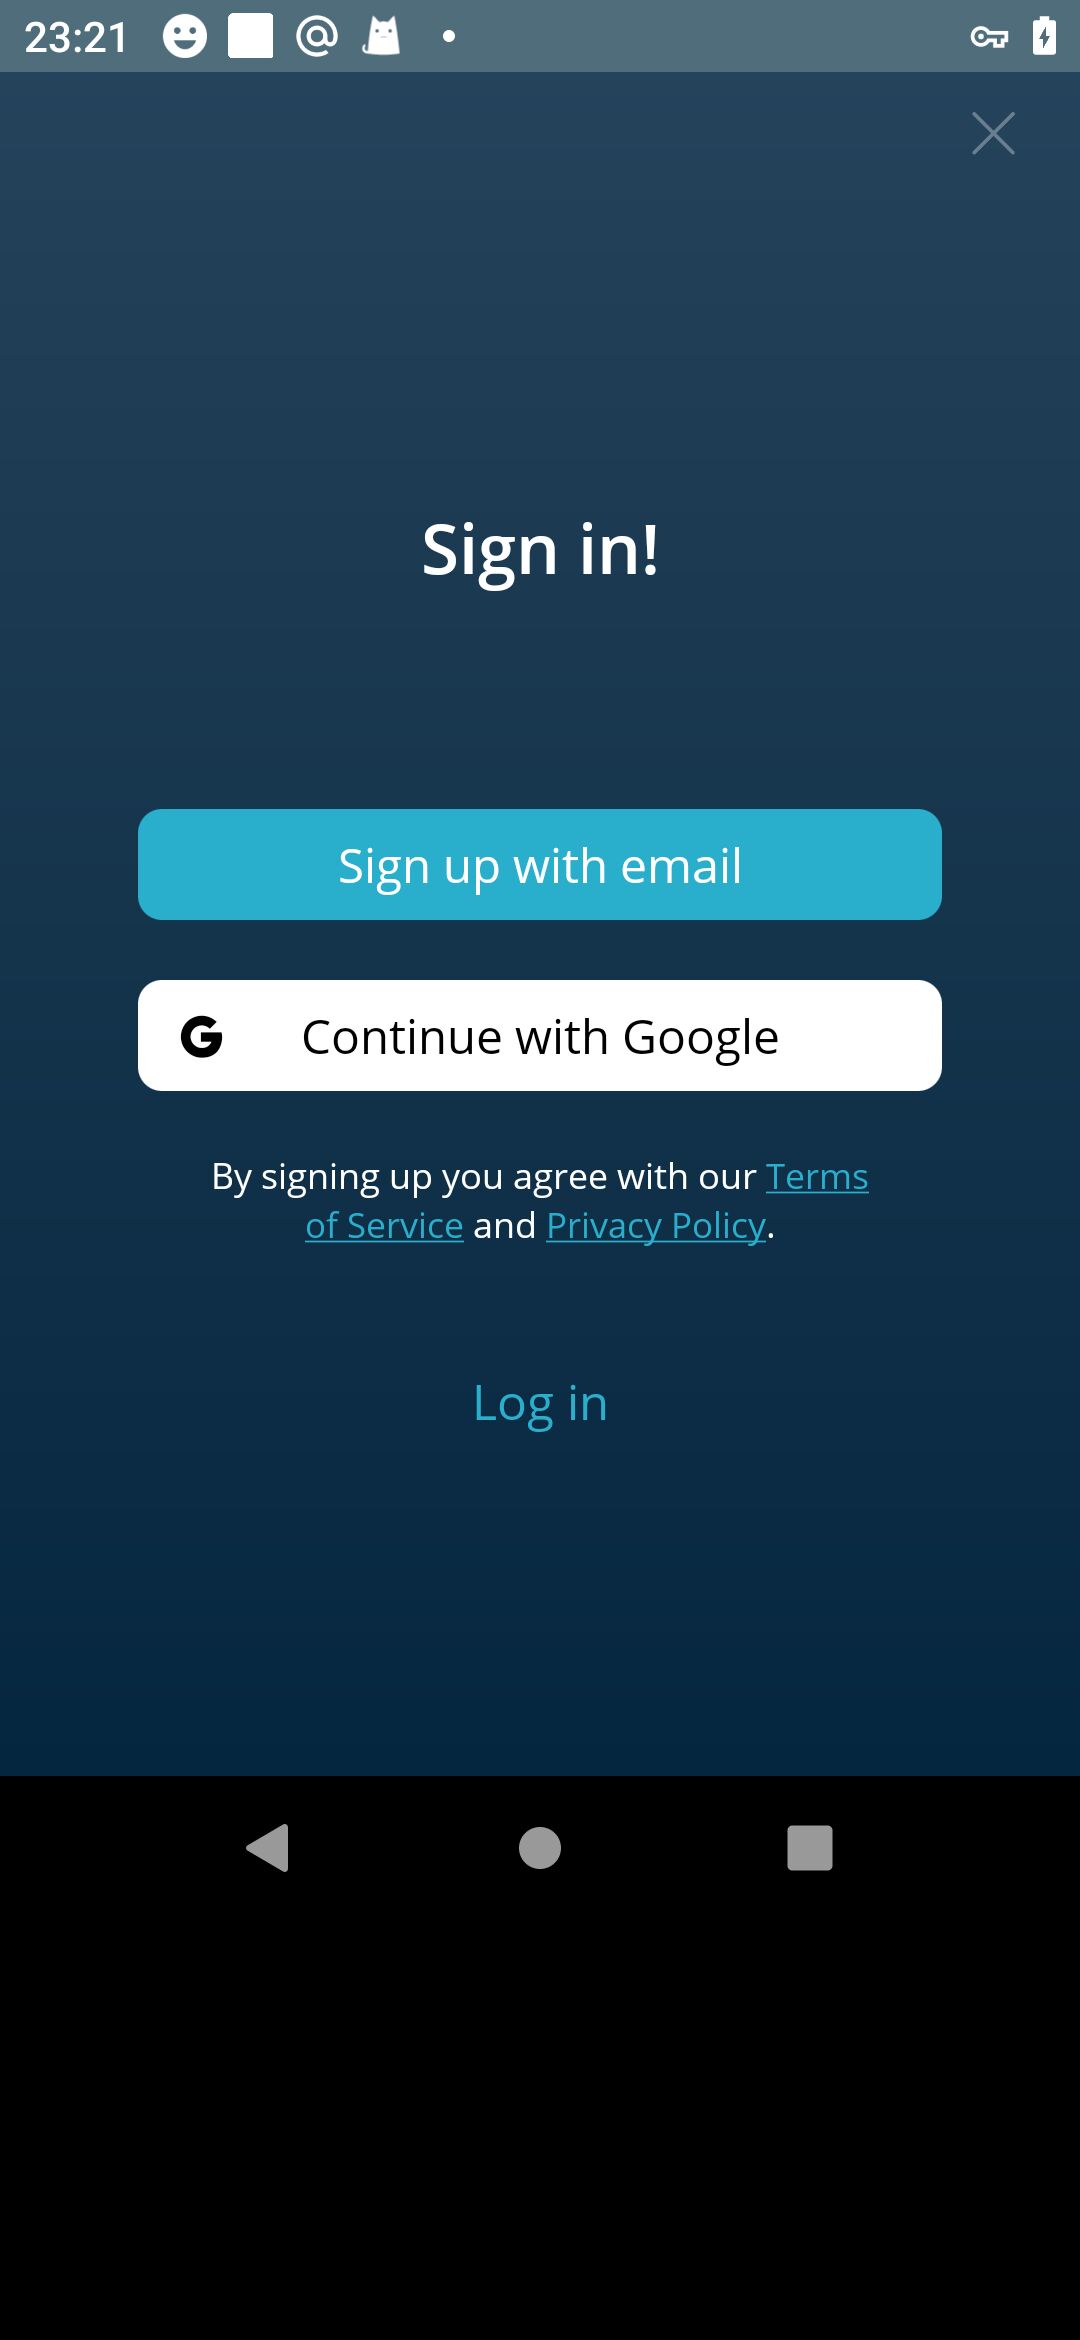 23:21
Sign in!
Sign up with email
Continue with Google
By signing up you agree with our Terms
of Service and Privacy Policy.
Log in